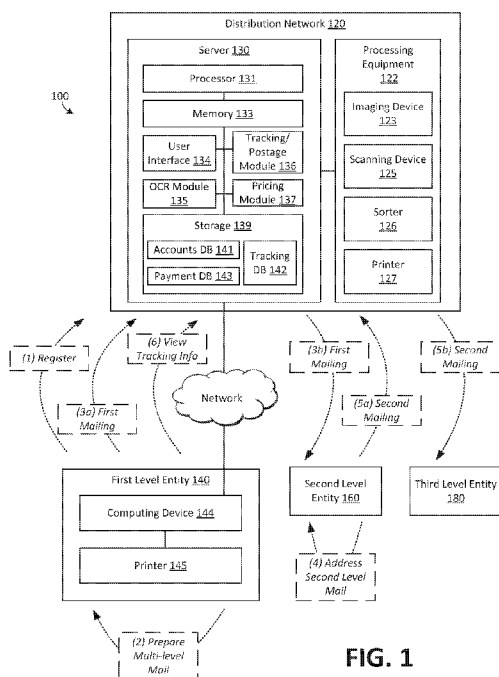 Distribution Network 120
100
Server 130
Processor 131
Memory 133
User
Interface 134
Tracking/
Postage
Module 136
OCR Module
135
Pricing
Module 137
Storage
139
Accounts DB 141
Payment DB 143
Tracking
DB 142
Processing
Equipment
122
Imaging Device
123
Scanning Device
125
Sorter
126
Printer
127
(1) Register
(3a) First
Mailing
(6) View
Tracking Info
(3b) First
Mailing
(5a) Second
Mailing
(5b) Second
Mailing
Network
First Level Entity 140
Computing Device 144
Printer 145
Second Level
Entity 160
Third Level Entity
180
(4) Address
Second Level
Mail
(2) Prepare
Multi-level
Mail
FIG. 1